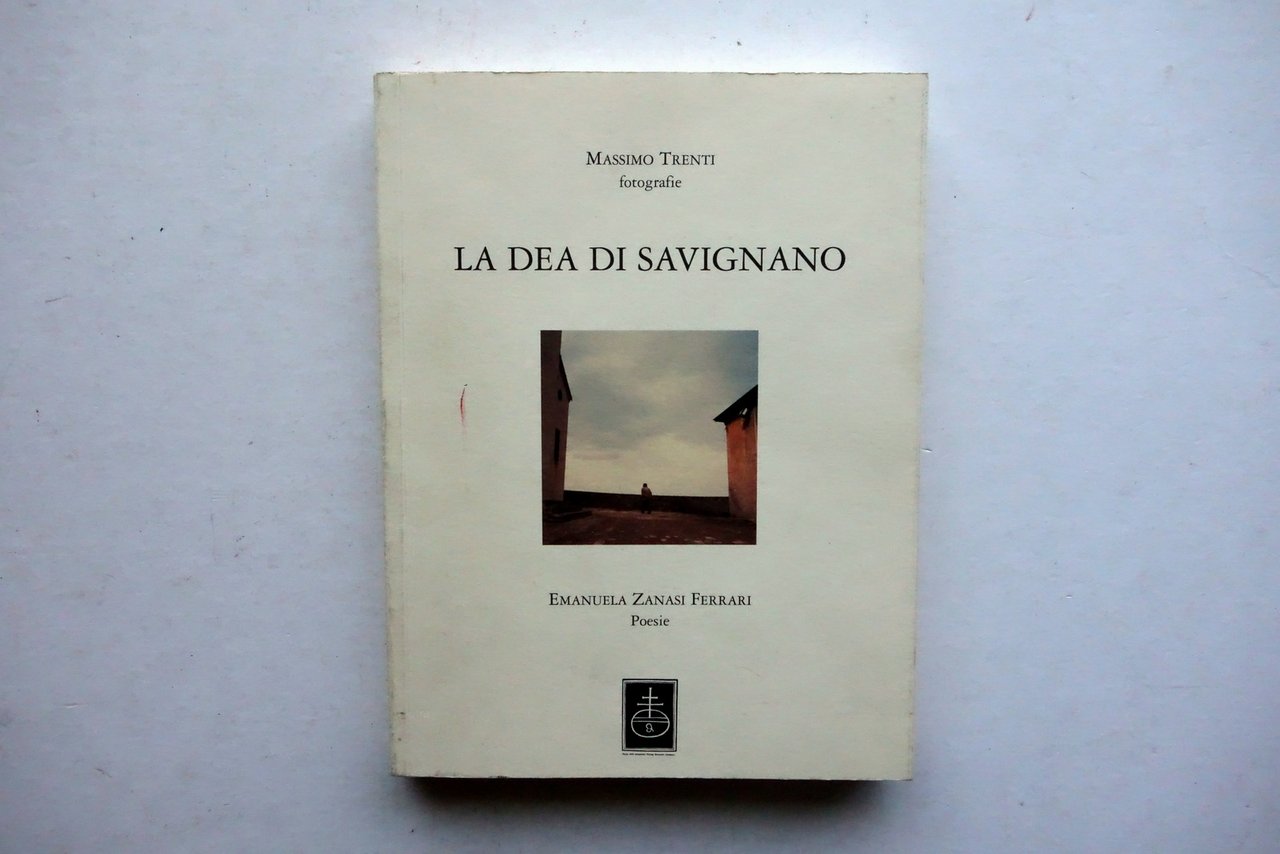 MASSIMO TRENTI
fotografie
LA DEA DI SAVIGNANO
EMANUELA ZANASI FERRARI
Poesie